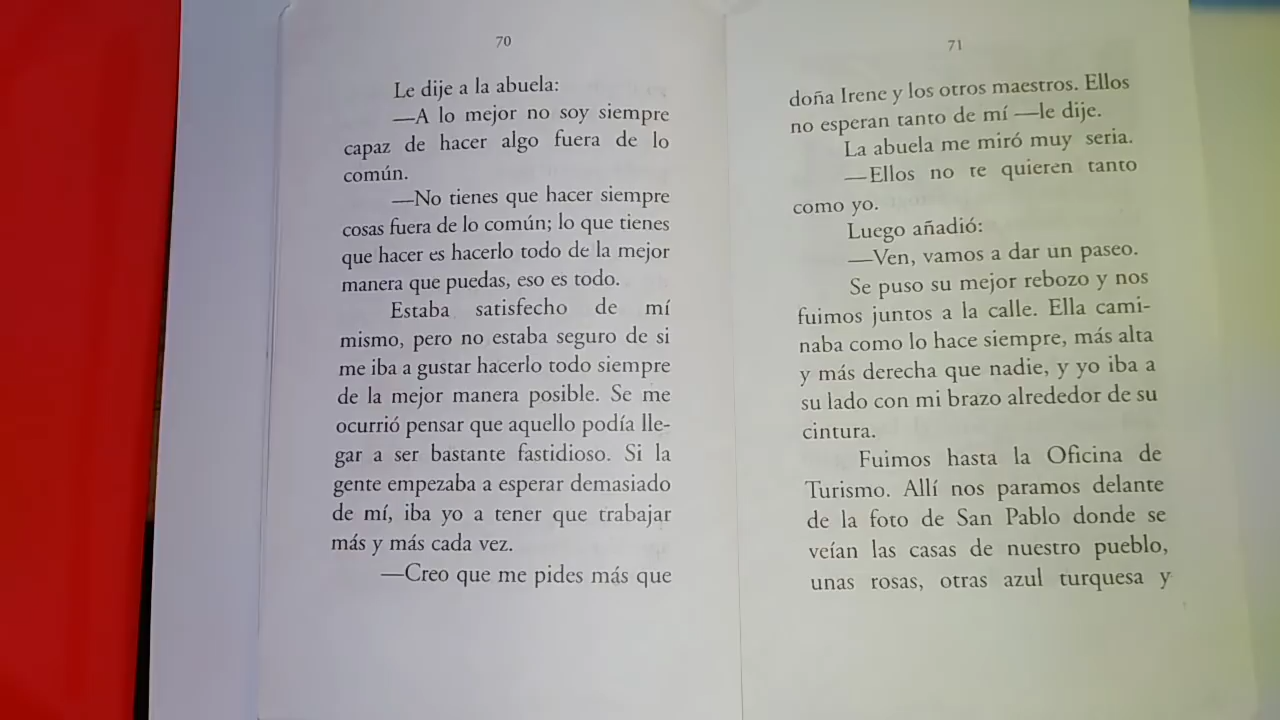 70
Le dije a la abuela:
—A lo mejor no soy siempre
capaz de hacer algo fuera de lo
común.
—No tienes que hacer siempre
cosas fuera de lo común; lo que tienes
que hacer es hacerlo todo de la mejor
manera que puedas, eso es todo.
Estaba satisfecho de mí
mismo, pero no estaba seguro de si
me iba a gustar hacerlo todo siempre
de la mejor manera posible. Se me
ocurrió pensar que aquello podía lle-
gar a ser bastante fastidioso. Si la
gente empezaba a esperar demasiado
de mí, iba yo a tener que trabajar
más y más cada vez.
—Creo que me pides más que
71
doña Irene y los otros maestros. Ellos
no esperan tanto de mí —le dije.
La abuela me miró muy seria.
—Ellos no te quieren tanto
como yo.
Luego añadió:
—Ven, vamos a dar un paseo.
Se puso su mejor rebozo y nos
fuimos juntos a la calle. Ella cami-
naba como lo hace siempre, más alta
y más derecha que nadie, y yo iba a
su lado con mi brazo alrededor de su
cintura.
Fuimos hasta la Oficina de
Turismo. Allí nos paramos delante
de la foto de San Pablo donde se
veían las casas de nuestro pueblo,
unas rosas, otras azul turquesa y